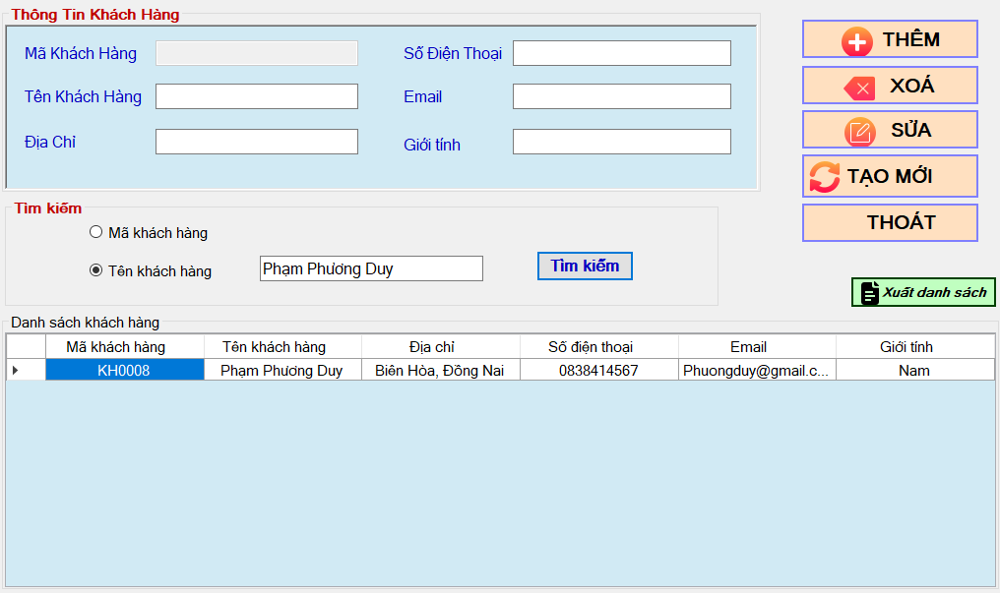 Thông Tin Khách Hàng
Mã Khách Hàng
Số Điện Thoại
Tên Khách Hàng
Email
Địa Chỉ
Giới tính
THÊM
XOÁ
SỬA
TẠO MỚI
THOÁT
Tìm kiếm
Mã khách hàng
Tên khách hàng
Phạm Phương Duy
Tìm kiếm
Xuất danh sách
Danh sách khách hàng
Mã khách hàng Tên khách hàng Địa chỉ Số điện thoại Email Giới tính
KH0008 Phạm Phương Duy Biên Hòa, Đồng Nai 0838414567 Phuongduy@gmail.c... Nam